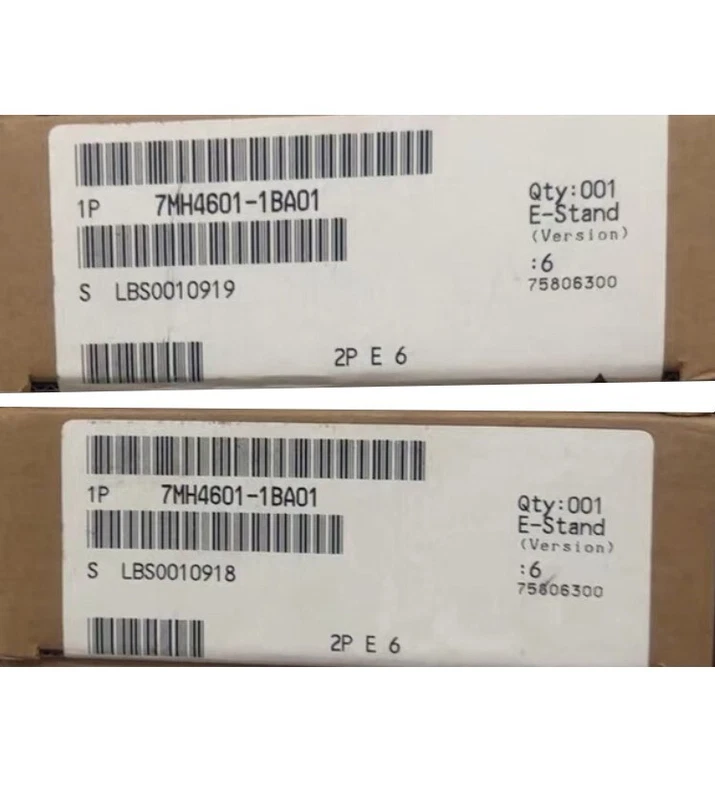 1P 7MH4601-1BA01
S LBS0010919
2P E 6
Qty:001
E-Stand
(Version)
:6
75806300
1P 7MH4601-1BA01
S LBS0010918
2P E 6
Qty:001
E-Stand
(Version)
:6
75806300